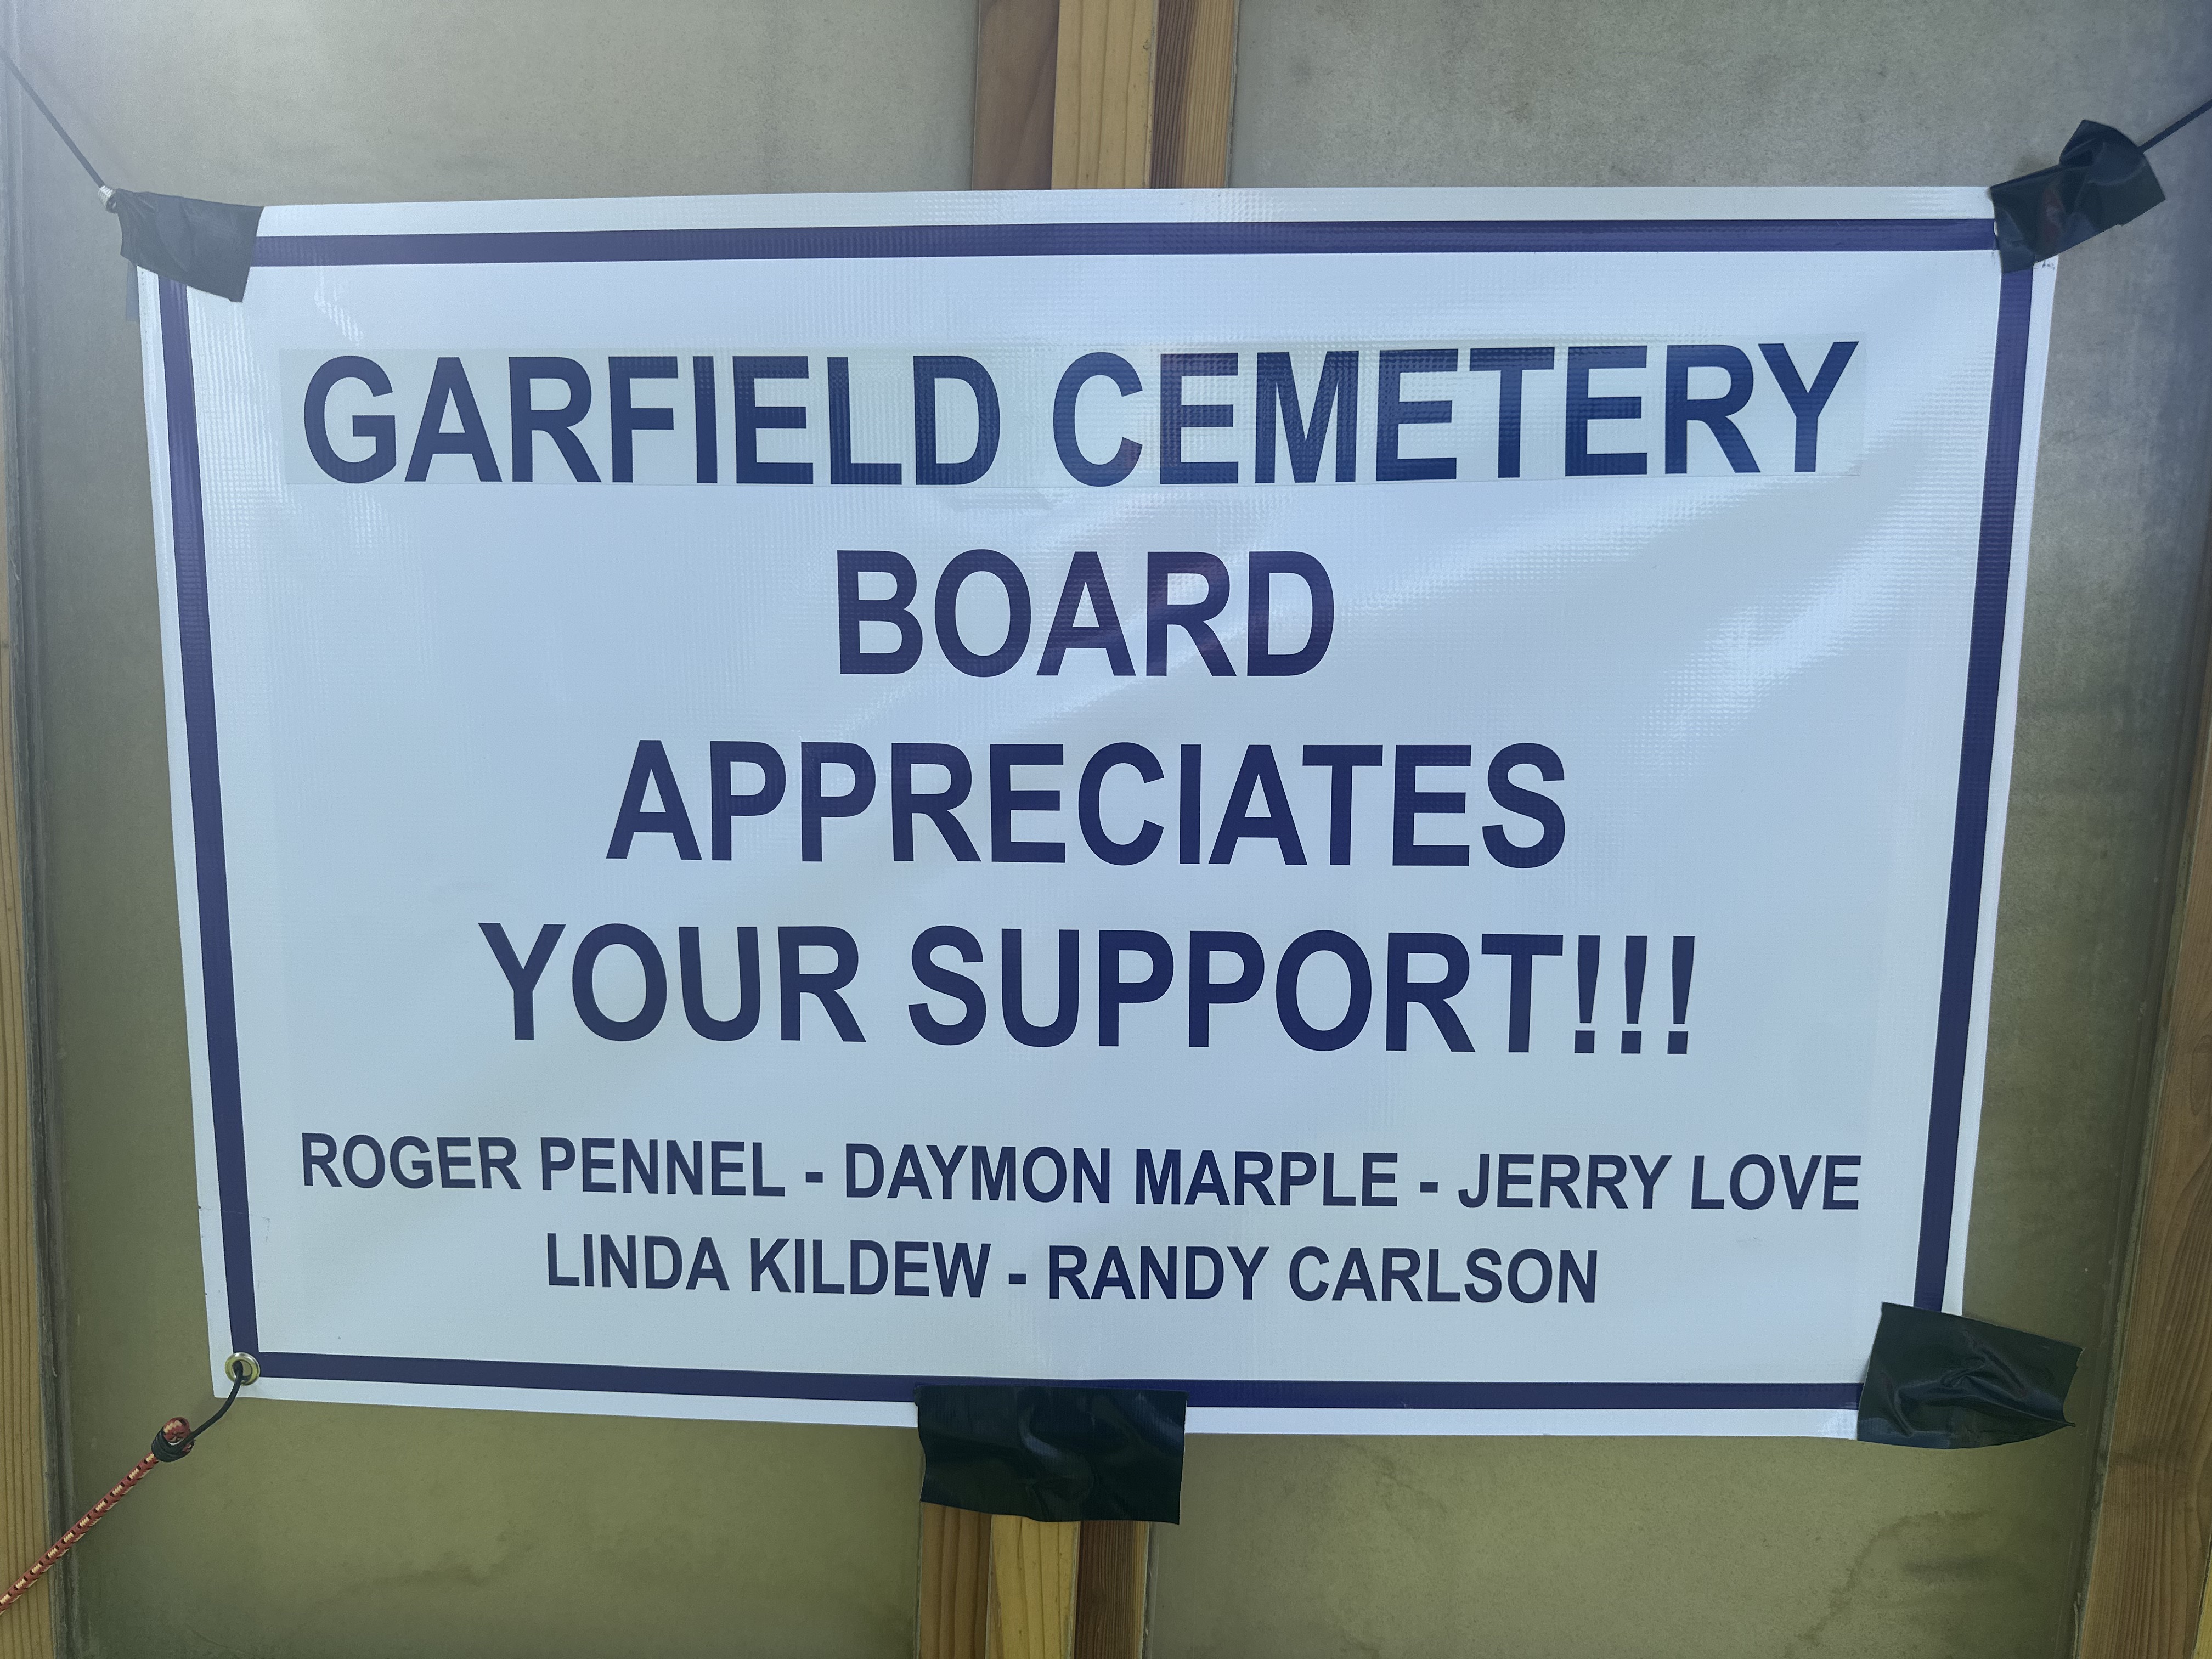 GARFIELD CEMETERY
BOARD
APPRECIATES
YOUR SUPPORT!!!
ROGER PENNEL - DAYMON MARPLE - JERRY LOVE
LINDA KILDEW - RANDY CARLSON